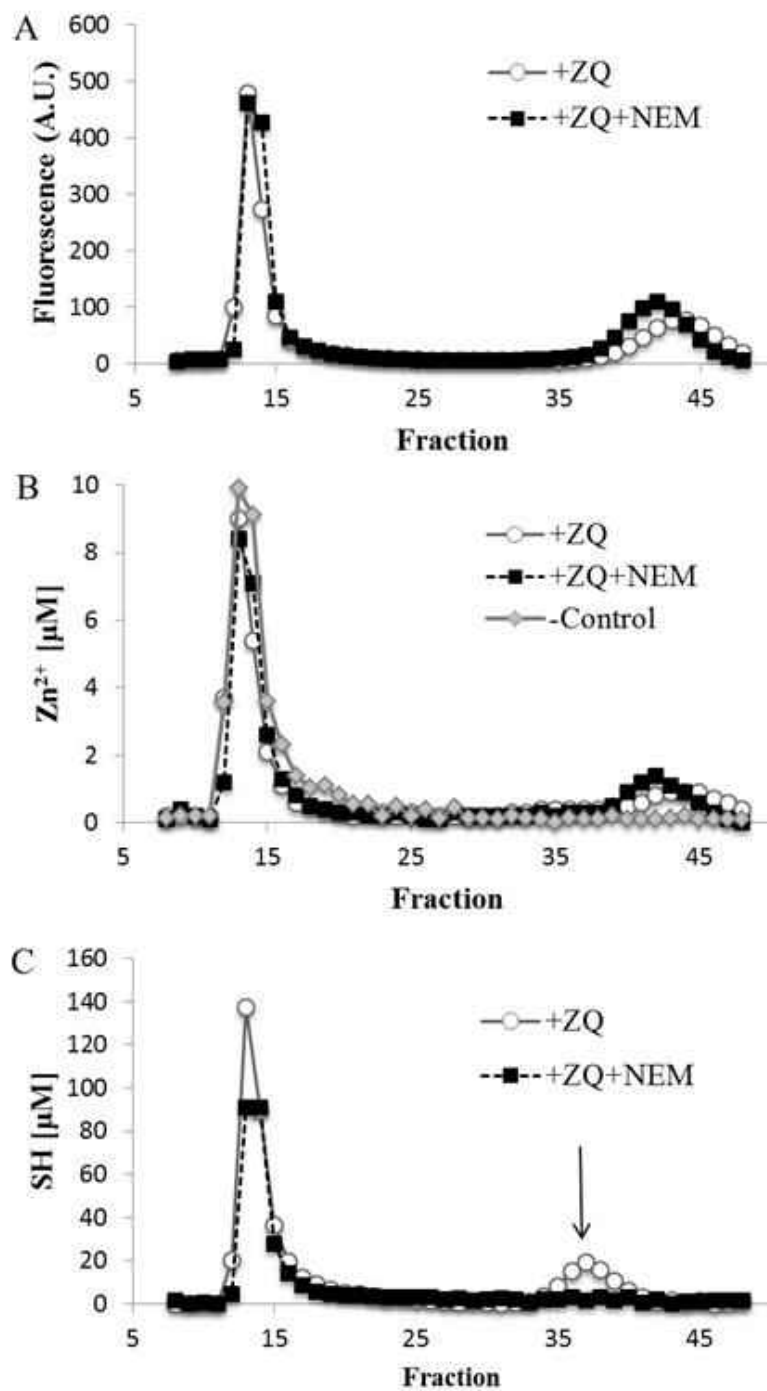 A
600
500
400
300
200
100
0
Fluorescence (A.U.)
+ZQ
+ZQ+NEM
5 15 25 35 45
Fraction
B
10
8
6
4
2
0
Zn²⁺ [µM]
+ZQ
+ZQ+NEM
-Control
5 15 25 35 45
Fraction
C
160
140
120
100
80
60
40
20
0
SH [µM]
+ZQ
+ZQ+NEM
5 15 25 35 45
Fraction